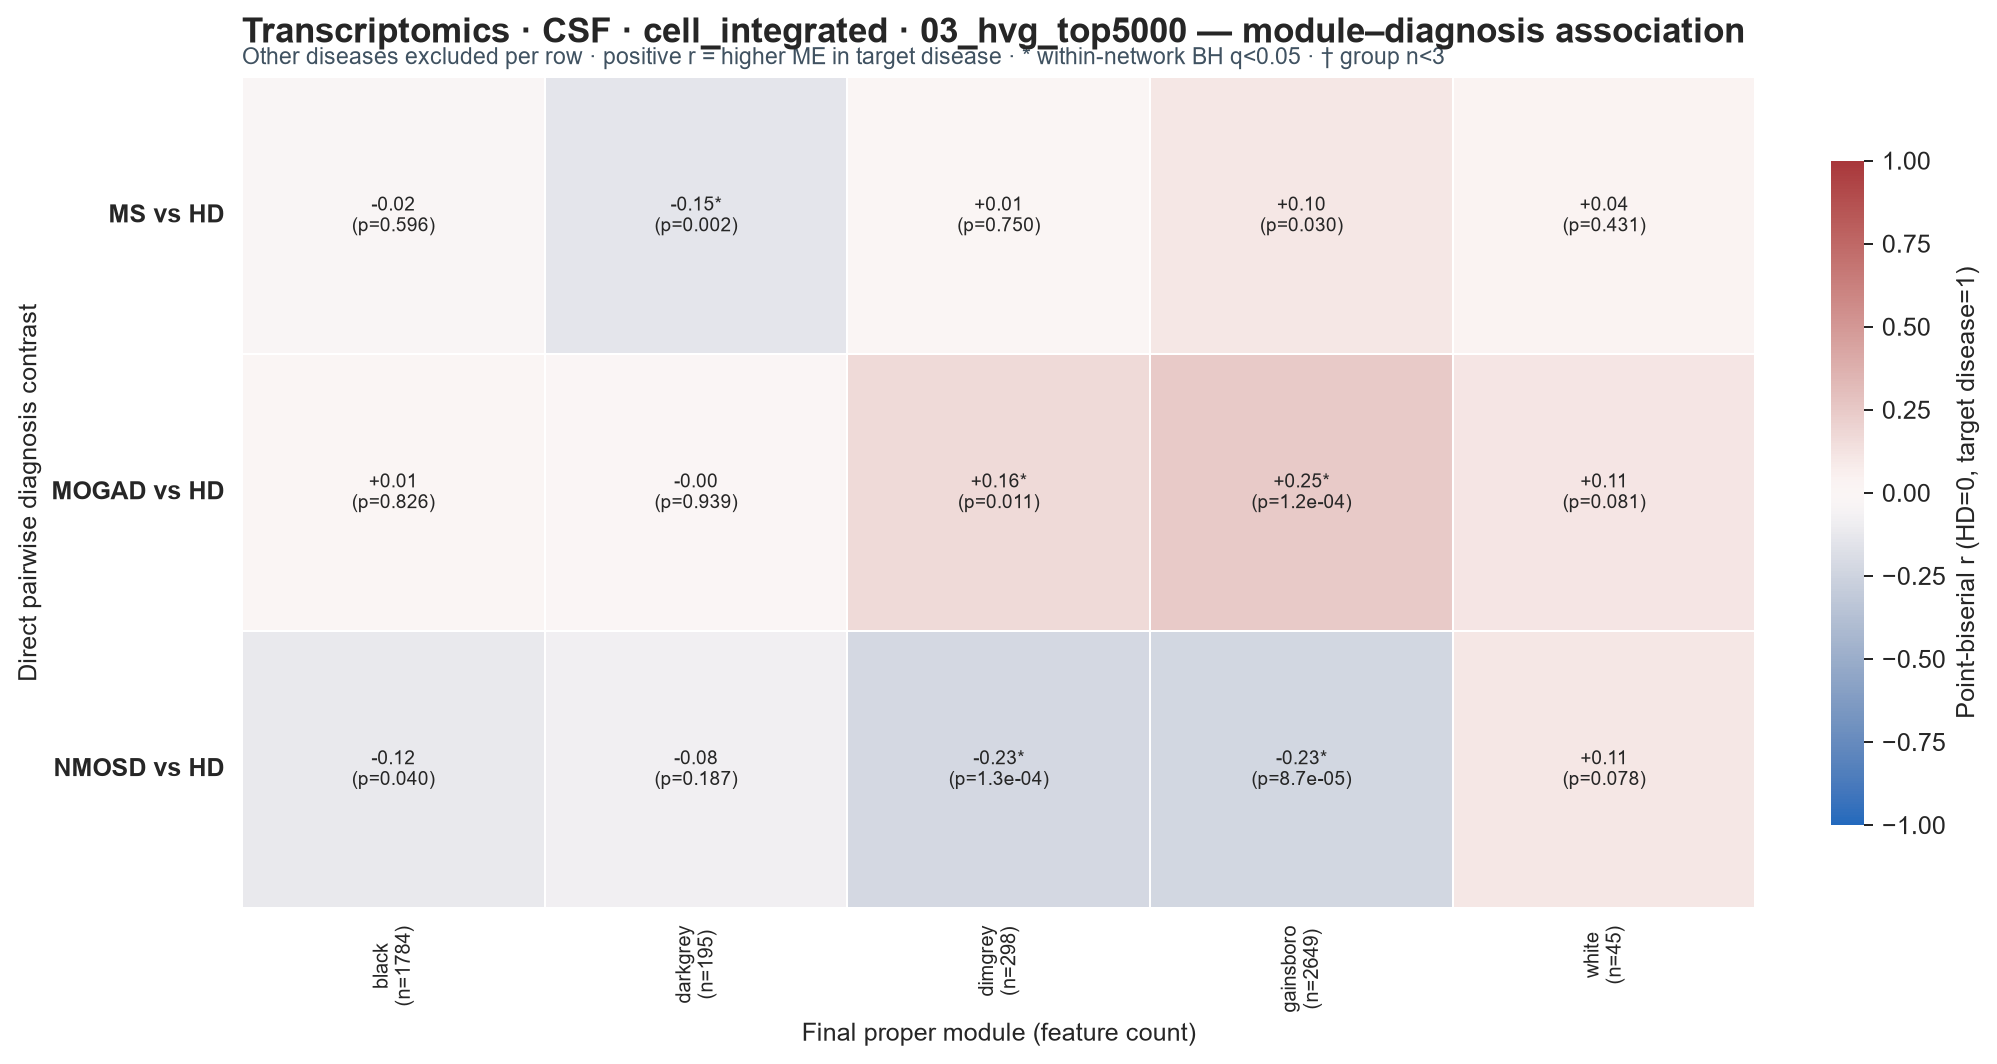 Transcriptomics · CSF · cell_integrated · 03_hvg_top5000 — module–diagnosis association
Other diseases excluded per row · positive r = higher ME in target disease · * within-network BH q<0.05 · † group n<3
Direct pairwise diagnosis contrast
MS vs HD
-0.02
(p=0.596)
-0.15*
(p=0.002)
+0.01
(p=0.750)
+0.10
(p=0.030)
+0.04
(p=0.431)
MOGAD vs HD
+0.01
(p=0.826)
-0.00
(p=0.939)
+0.16*
(p=0.011)
+0.25*
(p=1.2e-04)
+0.11
(p=0.081)
NMOSD vs HD
-0.12
(p=0.040)
-0.08
(p=0.187)
-0.23*
(p=1.3e-04)
-0.23*
(p=8.7e-05)
+0.11
(p=0.078)
black
(n=1784)
darkgrey
(n=195)
dimgrey
(n=298)
gainsboro
(n=2649)
white
(n=45)
Final proper module (feature count)
1.00
0.75
0.50
0.25
0.00
−0.25
−0.50
−0.75
−1.00
Point-biserial r (HD=0, target disease=1)